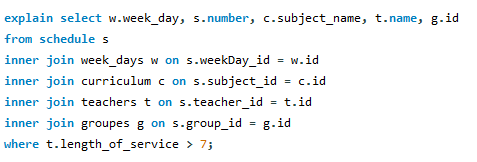 explain select w.week_day, s.number, c.subject_name, t.name, g.id
from schedule s
inner join week_days w on s.weekDay_id = w.id
inner join curriculum c on s.subject_id = c.id
inner join teachers t on s.teacher_id = t.id
inner join groupes g on s.group_id = g.id
where t.length_of_service > 7;